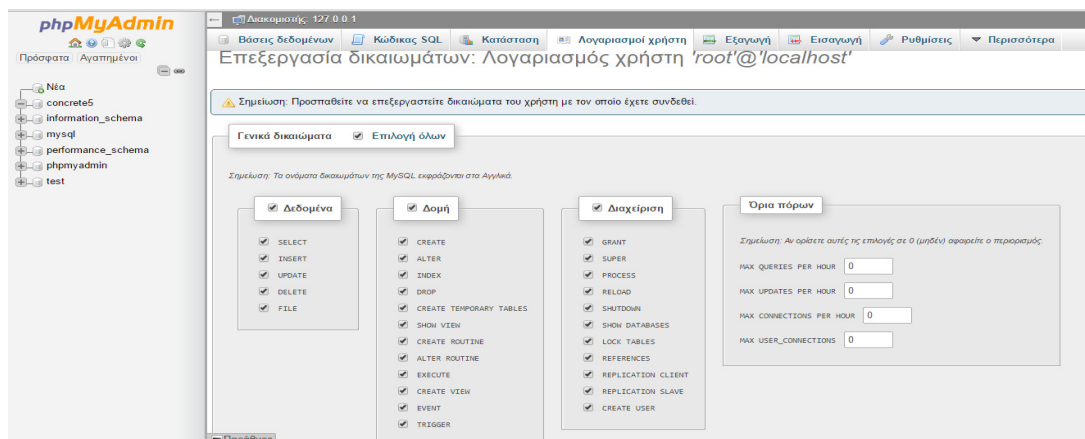 phpMyAdmin
Πρόσφατα Αγαπημένοι
Νέα
concrete5
information_schema
mysql
performance_schema
phpmyadmin
test
Διακομιστής: 127.0.0.1
Βάσεις δεδομένων Κώδικας SQL Κατάσταση Λογαριασμοί χρήστη Εξαγωγή Εισαγωγή Ρυθμίσεις Περισσότερα
Επεξεργασία δικαιωμάτων: Λογαριασμός χρήστη 'root'@'localhost'
Σημείωση: Προσπαθείτε να επεξεργαστείτε δικαιώματα του χρήστη με τον οποίο έχετε συνδεθεί.
Γενικά δικαιώματα Επιλογή όλων
Σημείωση: Τα ονόματα δικαιωμάτων της MySQL εκφράζονται στα Αγγλικά.
Δεδομένα
SELECT
INSERT
UPDATE
DELETE
FILE
Δομή
CREATE
ALTER
INDEX
DROP
CREATE TEMPORARY TABLES
SHOW VIEW
CREATE ROUTINE
ALTER ROUTINE
EXECUTE
CREATE VIEW
EVENT
TRIGGER
Διαχείριση
GRANT
SUPER
PROCESS
RELOAD
SHUTDOWN
SHOW DATABASES
LOCK TABLES
REFERENCES
REPLICATION CLIENT
REPLICATION SLAVE
CREATE USER
Όρια πόρων
Σημείωση: Αν ορίσετε αυτές τις επιλογές σε 0 (μηδέν) αφαιρείτε ο περιορισμός.
MAX QUERIES PER HOUR 0
MAX UPDATES PER HOUR 0
MAX CONNECTIONS PER HOUR 0
MAX USER_CONNECTIONS 0